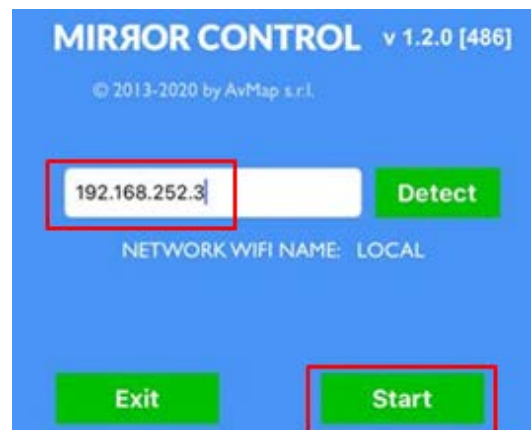 MIRЯOR CONTROL v 1.2.0 [486]
© 2013-2020 by AvMap s.r.l.
192.168.252.3
Detect
NETWORK WIFI NAME: LOCAL
Exit
Start